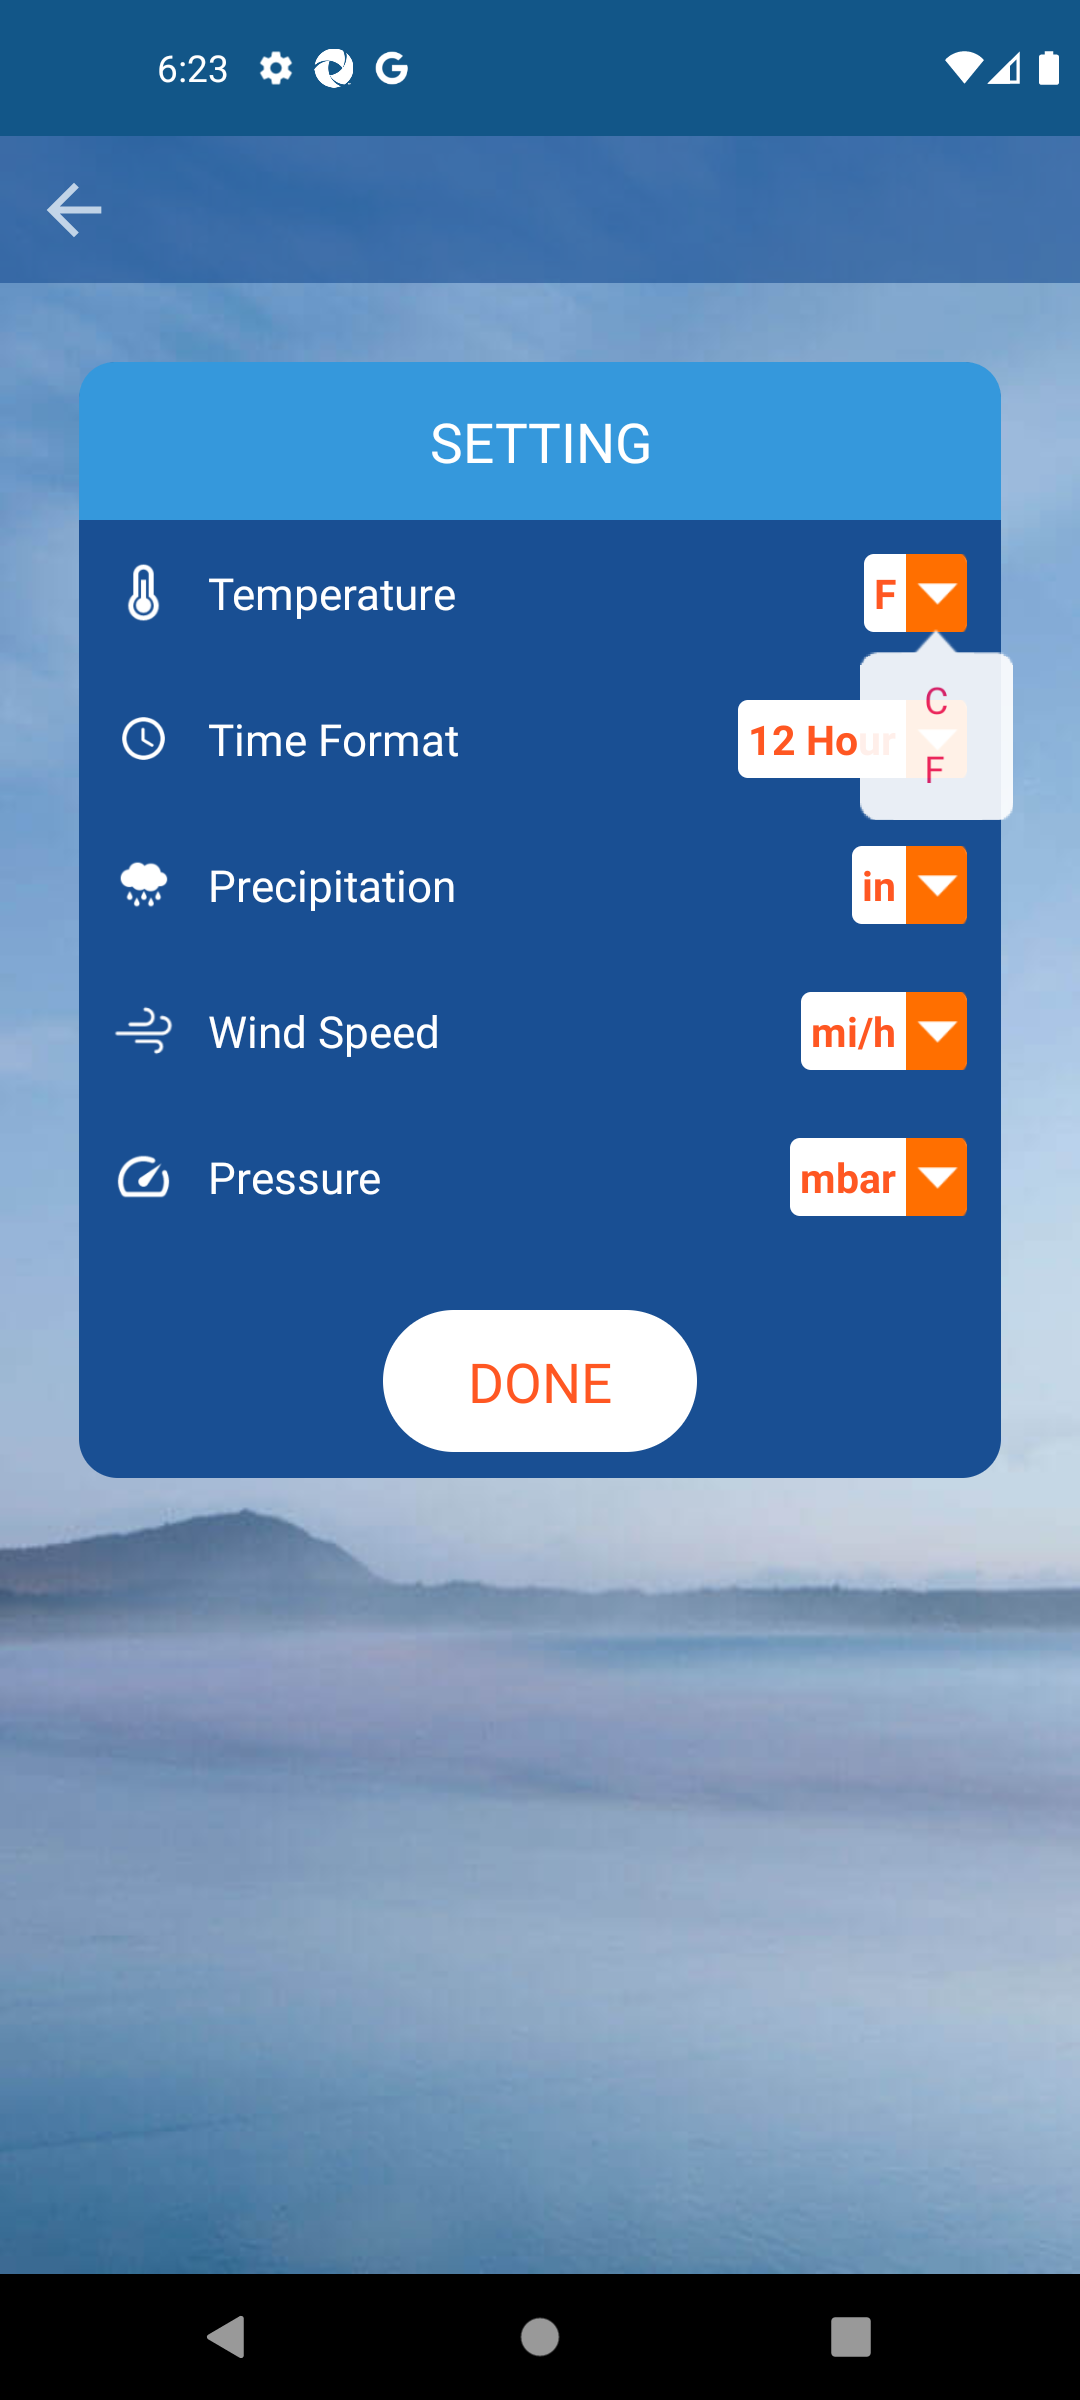 6:23
SETTING
Temperature
F
C
Time Format
12 Hour
F
Precipitation
in
Wind Speed
mi/h
Pressure
mbar
DONE